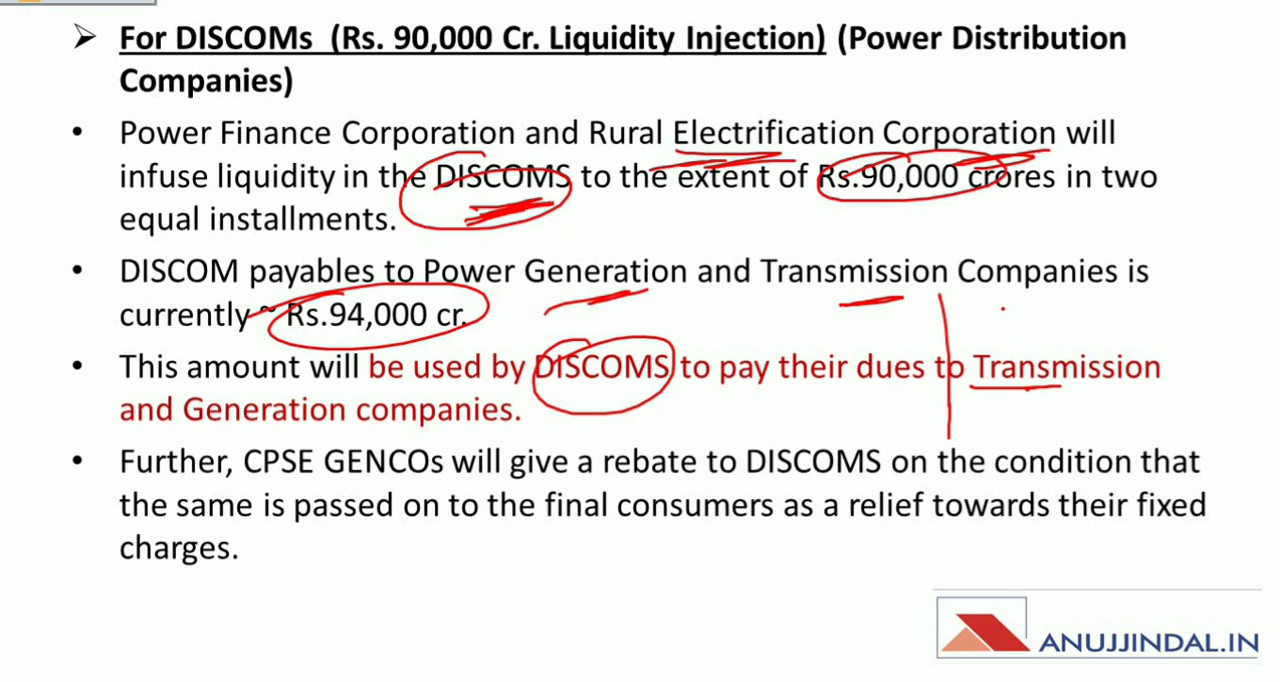 ➢ For DISCOMs (Rs. 90,000 Cr. Liquidity Injection) (Power Distribution
Companies)
• Power Finance Corporation and Rural Electrification Corporation will
infuse liquidity in the DISCOMS to the extent of Rs.90,000 crores in two
equal installments.
• DISCOM payables to Power Generation and Transmission Companies is
currently ~ Rs.94,000 cr.
• This amount will be used by DISCOMS to pay their dues to Transmission
and Generation companies.
• Further, CPSE GENCOs will give a rebate to DISCOMS on the condition that
the same is passed on to the final consumers as a relief towards their fixed
charges.
ANUJJINDAL.IN